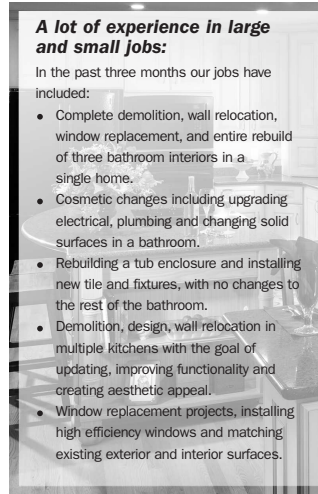 A lot of experience in large
and small jobs:
In the past three months our jobs have
included:
• Complete demolition, wall relocation,
window replacement, and entire rebuild
of three bathroom interiors in a
single home.
• Cosmetic changes including upgrading
electrical, plumbing and changing solid
surfaces in a bathroom.
• Rebuilding a tub enclosure and installing
new tile and fixtures, with no changes to
the rest of the bathroom.
• Demolition, design, wall relocation in
multiple kitchens with the goal of
updating, improving functionality and
creating aesthetic appeal.
• Window replacement projects, installing
high efficiency windows and matching
existing exterior and interior surfaces.